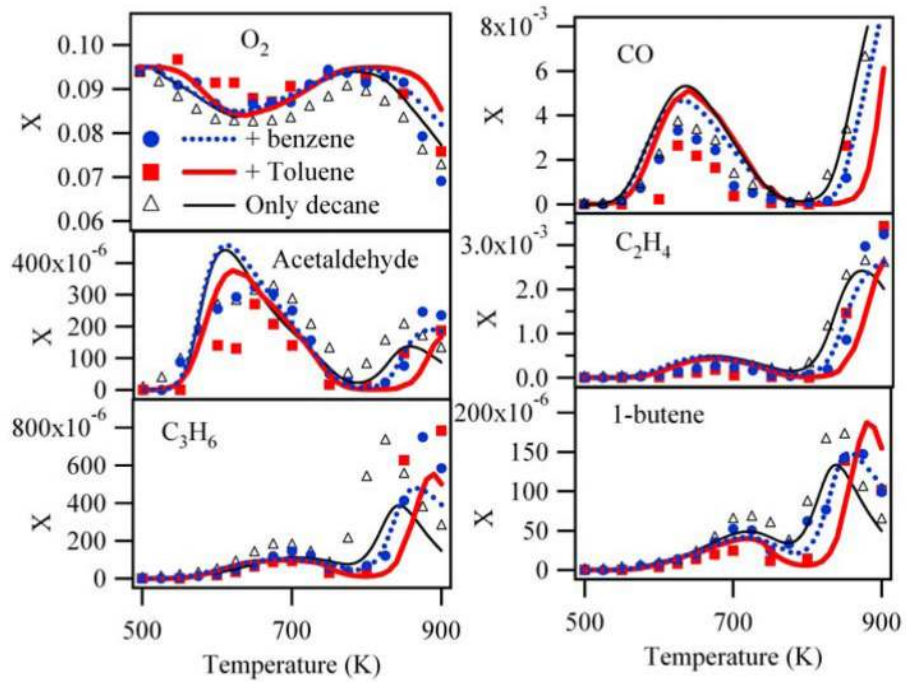 O2
X
0.10
0.09
0.08
0.07
0.06
+ benzene
+ Toluene
Only decane
CO
X
8x10-3
6
4
2
0
Acetaldehyde
X
400x10-6
300
200
100
0
C2H4
X
3.0x10-3
2.0
1.0
0.0
C3H6
X
800x10-6
600
400
200
0
500
700
900
Temperature (K)
1-butene
X
200x10-6
150
100
50
0
500
700
900
Temperature (K)